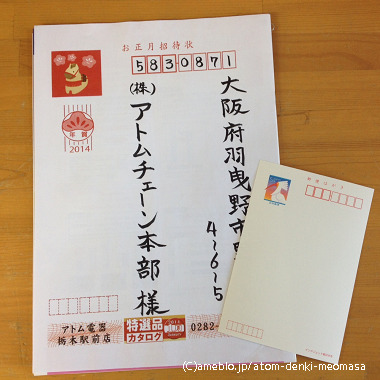 お正月招待状
5830871
大阪府羽曳野市
4~6~5
(株)
アトムチェーン本部 様
年賀
2014
アトム電器
栃木駅前店
特選品
カタログ
0282-
(C)ameblo.jp/atom-denki-meomasa